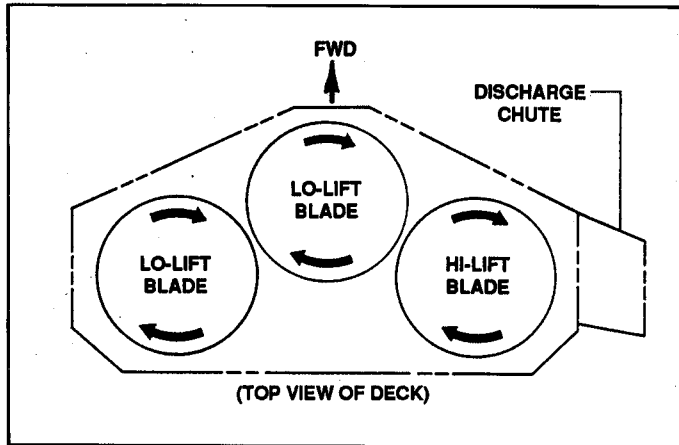 FWD
DISCHARGE
CHUTE
LO-LIFT
BLADE
LO-LIFT
BLADE
HI-LIFT
BLADE
(TOP VIEW OF DECK)